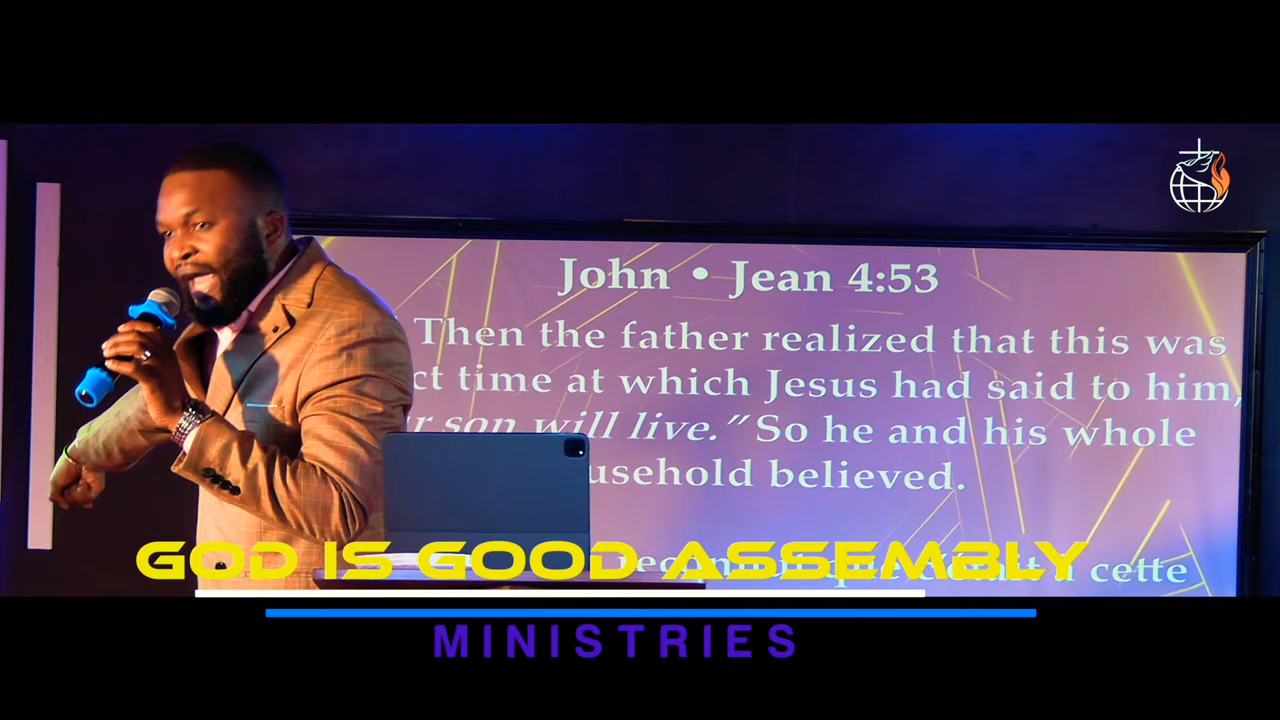 John • Jean 4:53
Then the father realized that this was
ct time at which Jesus had said to him,
r son will live.” So he and his whole
usehold believed.
cette
GOD IS GOOD ASSEMBLY
MINISTRIES